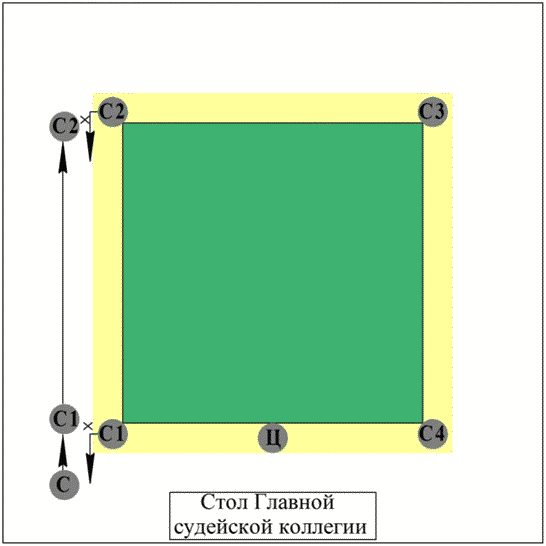 С2 С2 С3
С1 С1 Ц С4
С
Стол Главной
судейской коллегии